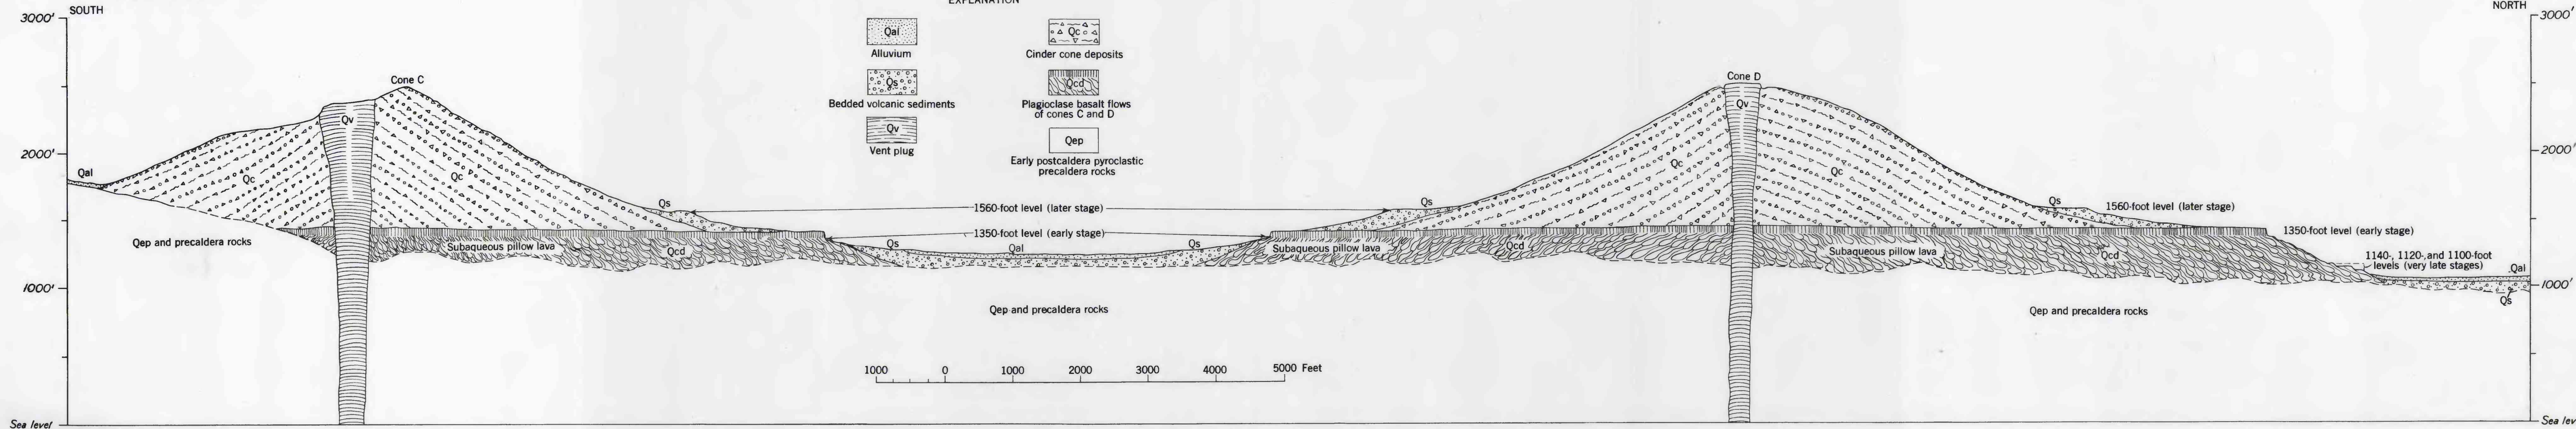 EXPLANATION
SOUTH
NORTH
3000'
2000'
1000'
Sea level
3000'
2000'
1000'
Qal
Alluvium
Qs
Bedded volcanic sediments
Qv
Vent plug
Qc
Cinder cone deposits
Qcd
Plagioclase basalt flows
of cones C and D
Qep
Early postcaldera pyroclastic
precaldera rocks
Cone C
Qv
Qal
Qc
Qc
Qs
Qep and precaldera rocks
Subaqueous pillow lava
Qcd
1560-foot level (later stage)
1350-foot level (early stage)
Qs
Qal
Qs
Qep and precaldera rocks
Qs
Subaqueous pillow lava
Qcd
Cone D
Qv
Qc
Qc
Qs
1560-foot level (later stage)
1350-foot level (early stage)
Subaqueous pillow lava
Qcd
1140-, 1120-, and 1100-foot
levels (very late stages)
Qal
Qs
Qep and precaldera rocks
1000 0 1000 2000 3000 4000 5000 Feet